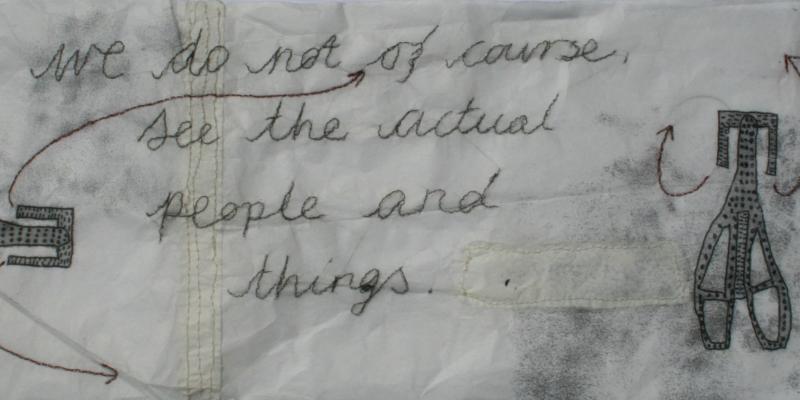 we do not of course,
see the actual
people and
things.